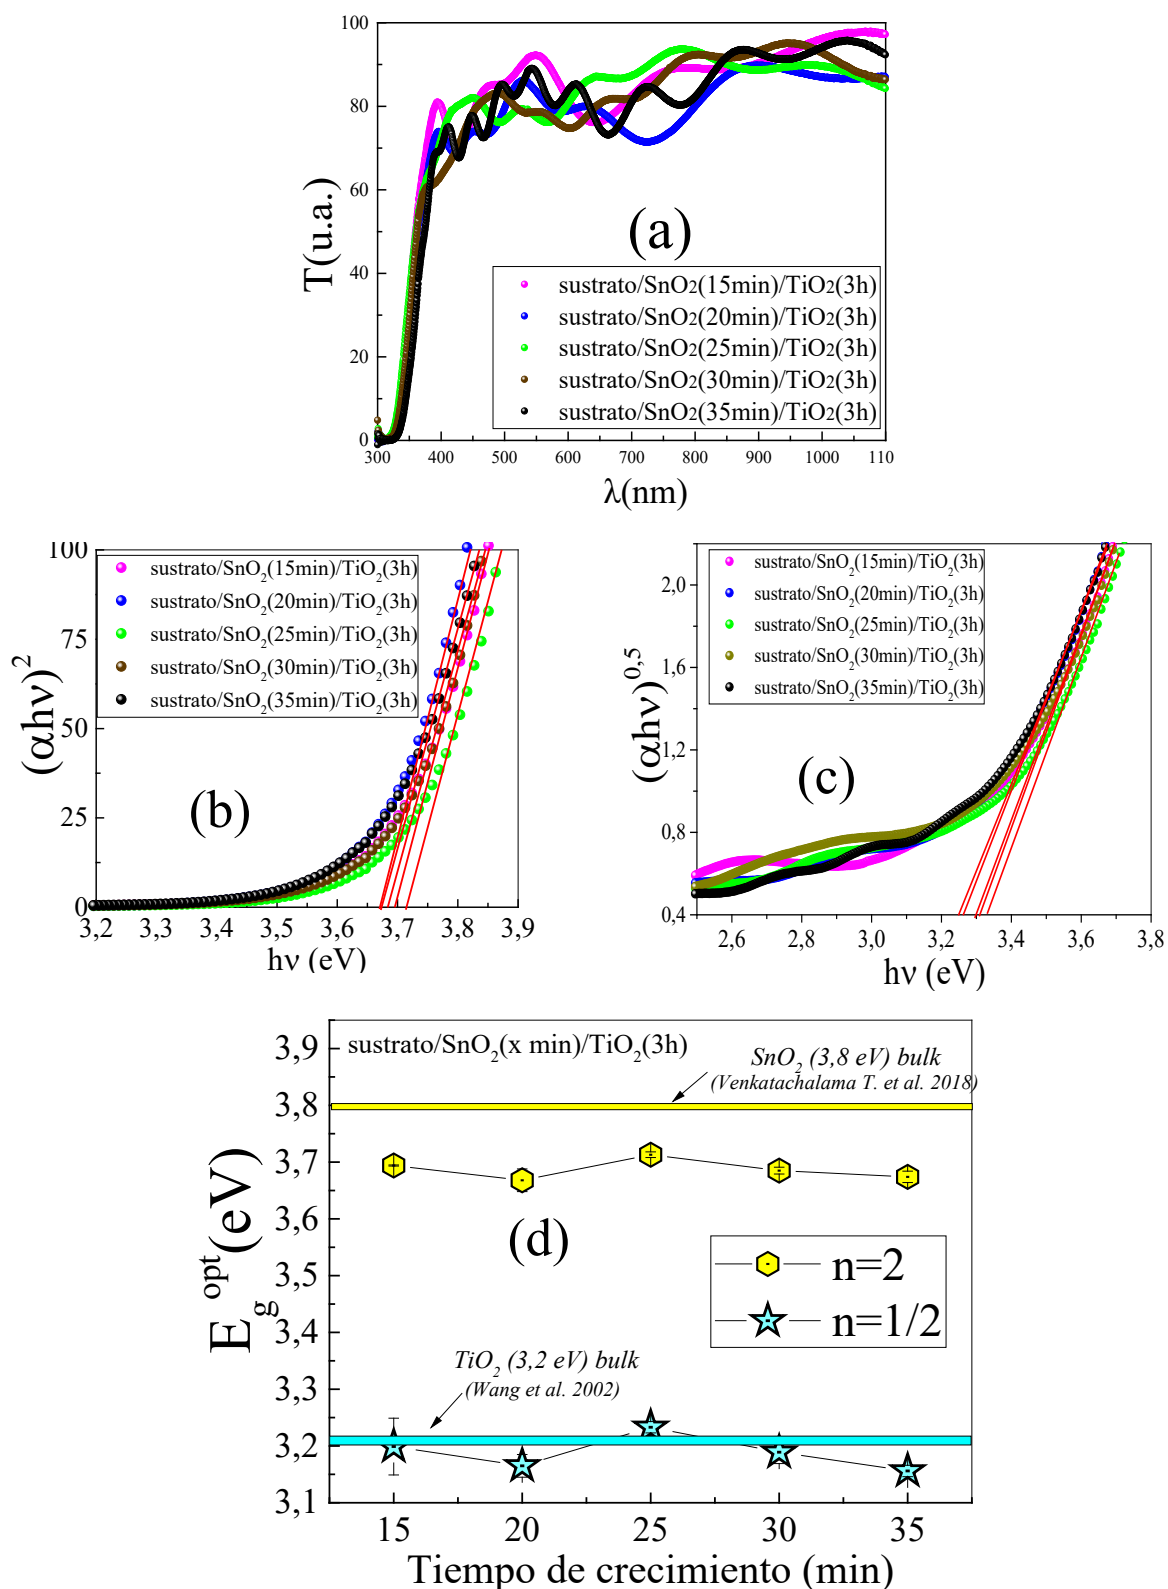 100
80
60
40
20
0
T(u.a.)
(a)
sustrato/SnO2(15min)/TiO2(3h)
sustrato/SnO2(20min)/TiO2(3h)
sustrato/SnO2(25min)/TiO2(3h)
sustrato/SnO2(30min)/TiO2(3h)
sustrato/SnO2(35min)/TiO2(3h)
300 400 500 600 700 800 900 1000 110
λ(nm)
100
75
50
25
0
(αhν)²
sustrato/SnO₂(15min)/TiO₂(3h)
sustrato/SnO₂(20min)/TiO₂(3h)
sustrato/SnO₂(25min)/TiO₂(3h)
sustrato/SnO₂(30min)/TiO₂(3h)
sustrato/SnO₂(35min)/TiO₂(3h)
(b)
3,2 3,3 3,4 3,5 3,6 3,7 3,8 3,9
hν (eV)
2,0
1,6
1,2
0,8
0,4
(αhν)^0,5
sustrato/SnO₂(15min)/TiO₂(3h)
sustrato/SnO₂(20min)/TiO₂(3h)
sustrato/SnO₂(25min)/TiO₂(3h)
sustrato/SnO₂(30min)/TiO₂(3h)
sustrato/SnO₂(35min)/TiO₂(3h)
(c)
2,6 2,8 3,0 3,2 3,4 3,6 3,8
hν (eV)
3,9
3,8
3,7
3,6
3,5
3,4
3,3
3,2
3,1
E_g^opt(eV)
sustrato/SnO₂(x min)/TiO₂(3h)
SnO₂ (3,8 eV) bulk
(Venkatachalama T. et al. 2018)
(d)
n=2
n=1/2
TiO₂ (3,2 eV) bulk
(Wang et al. 2002)
15 20 25 30 35
Tiempo de crecimiento (min)